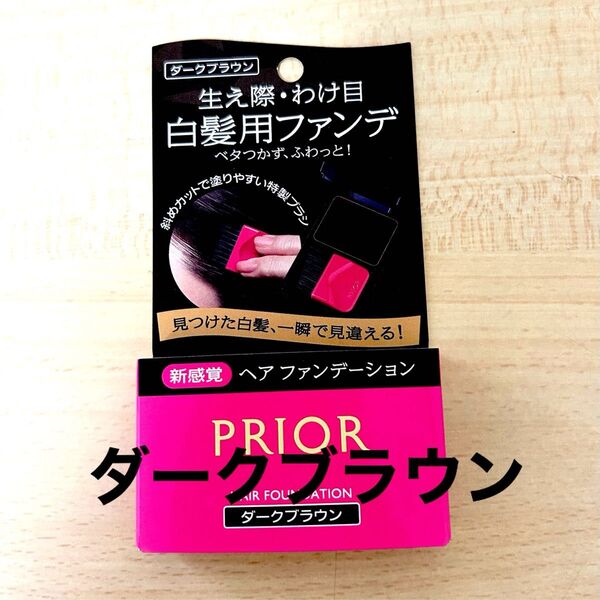 ダークブラウン
生え際・わけ目
白髪用ファンデ
ベタつかず、ふわっと!
斜めカットで塗りやすい特製ブラシ
見つけた白髪、一瞬で見違える!
新感覚 ヘア ファンデーション
PRIOR
ダークブラウン
HAIR FOUNDATION
ダークブラウン